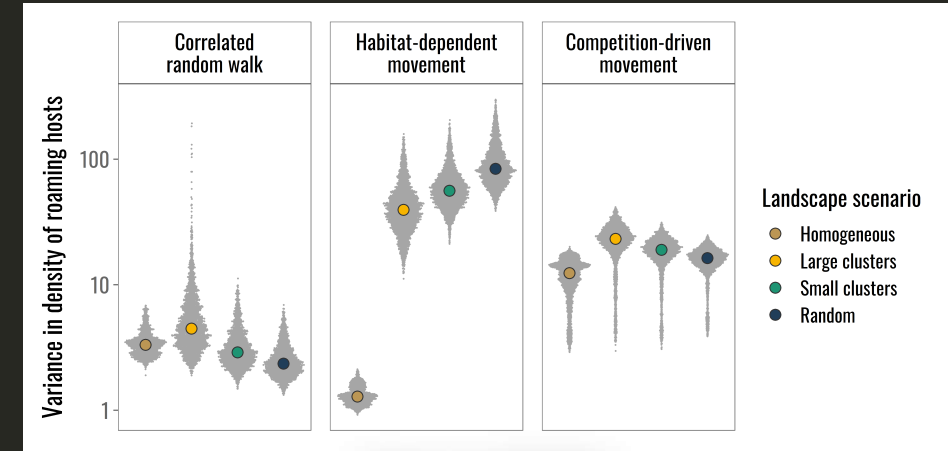 Correlated
random walk
Habitat-dependent
movement
Competition-driven
movement
Variance in density of roaming hosts
100
10
1
Landscape scenario
Homogeneous
Large clusters
Small clusters
Random